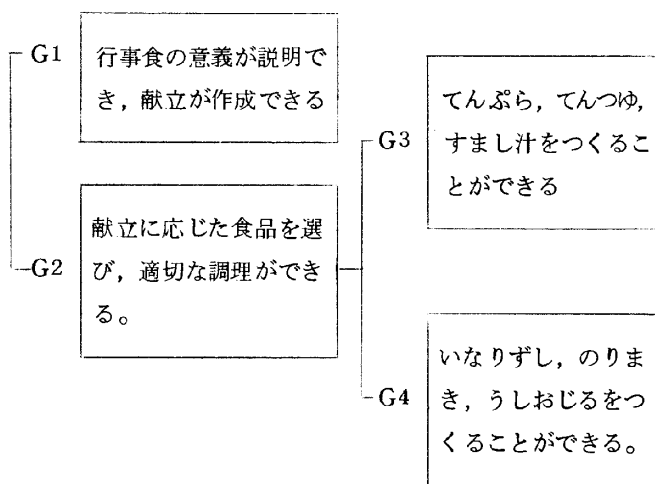 G1
行事食の意義が説明で
き，献立が作成できる
G2
献立に応じた食品を選
び，適切な調理ができ
る。
G3
てんぷら，てんつゆ，
すまし汁をつくるこ
とができる
G4
いなりずし，のりま
き，うしおじるをつ
くることができる。